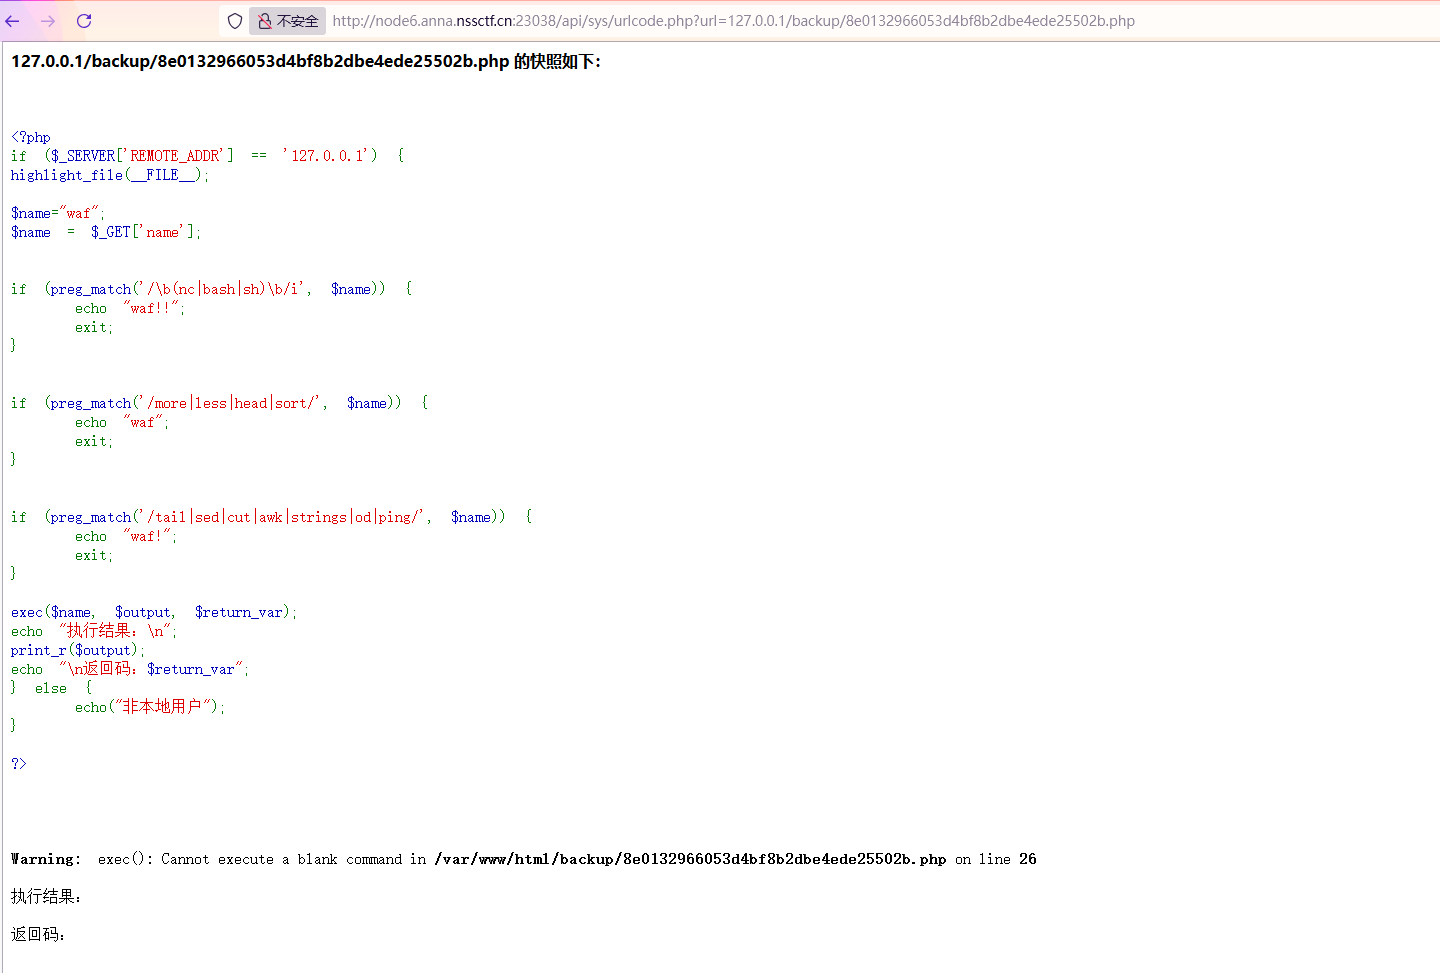 不安全 http://node6.anna.nssctf.cn:23038/api/sys/urlcode.php?url=127.0.0.1/backup/8e0132966053d4bf8b2dbe4ede25502b.php
127.0.0.1/backup/8e0132966053d4bf8b2dbe4ede25502b.php 的快照如下：
<?php
if ($_SERVER['REMOTE_ADDR'] == '127.0.0.1') {
highlight_file(__FILE__);
$name="waf";
$name = $_GET['name'];
if (preg_match('/\b(nc|bash|sh)\b/i', $name)) {
echo "waf!!";
exit;
}
if (preg_match('/more|less|head|sort/', $name)) {
echo "waf";
exit;
}
if (preg_match('/tail|sed|cut|awk|strings|od|ping/', $name)) {
echo "waf!";
exit;
}
exec($name, $output, $return_var);
echo "执行结果：\n";
print_r($output);
echo "\n返回码：$return_var";
} else {
echo("非本地用户");
}
?>
Warning: exec(): Cannot execute a blank command in /var/www/html/backup/8e0132966053d4bf8b2dbe4ede25502b.php on line 26
执行结果：
返回码：